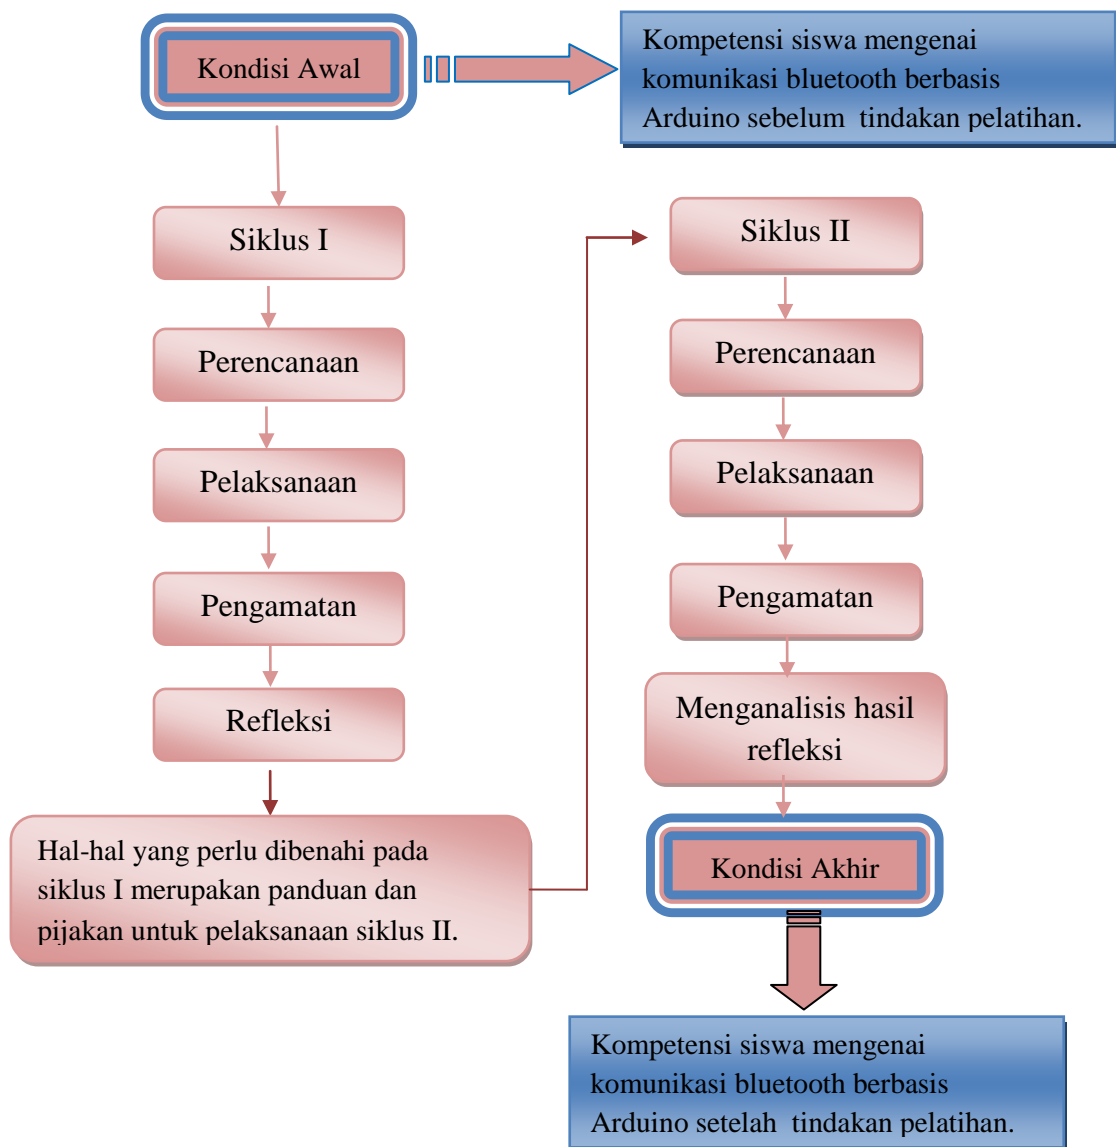 Kondisi Awal
Kompetensi siswa mengenai
komunikasi bluetooth berbasis
Arduino sebelum tindakan pelatihan.
Siklus I
Perencanaan
Pelaksanaan
Pengamatan
Refleksi
Hal-hal yang perlu dibenahi pada
siklus I merupakan panduan dan
pijakan untuk pelaksanaan siklus II.
Siklus II
Perencanaan
Pelaksanaan
Pengamatan
Menganalisis hasil
refleksi
Kondisi Akhir
Kompetensi siswa mengenai
komunikasi bluetooth berbasis
Arduino setelah tindakan pelatihan.